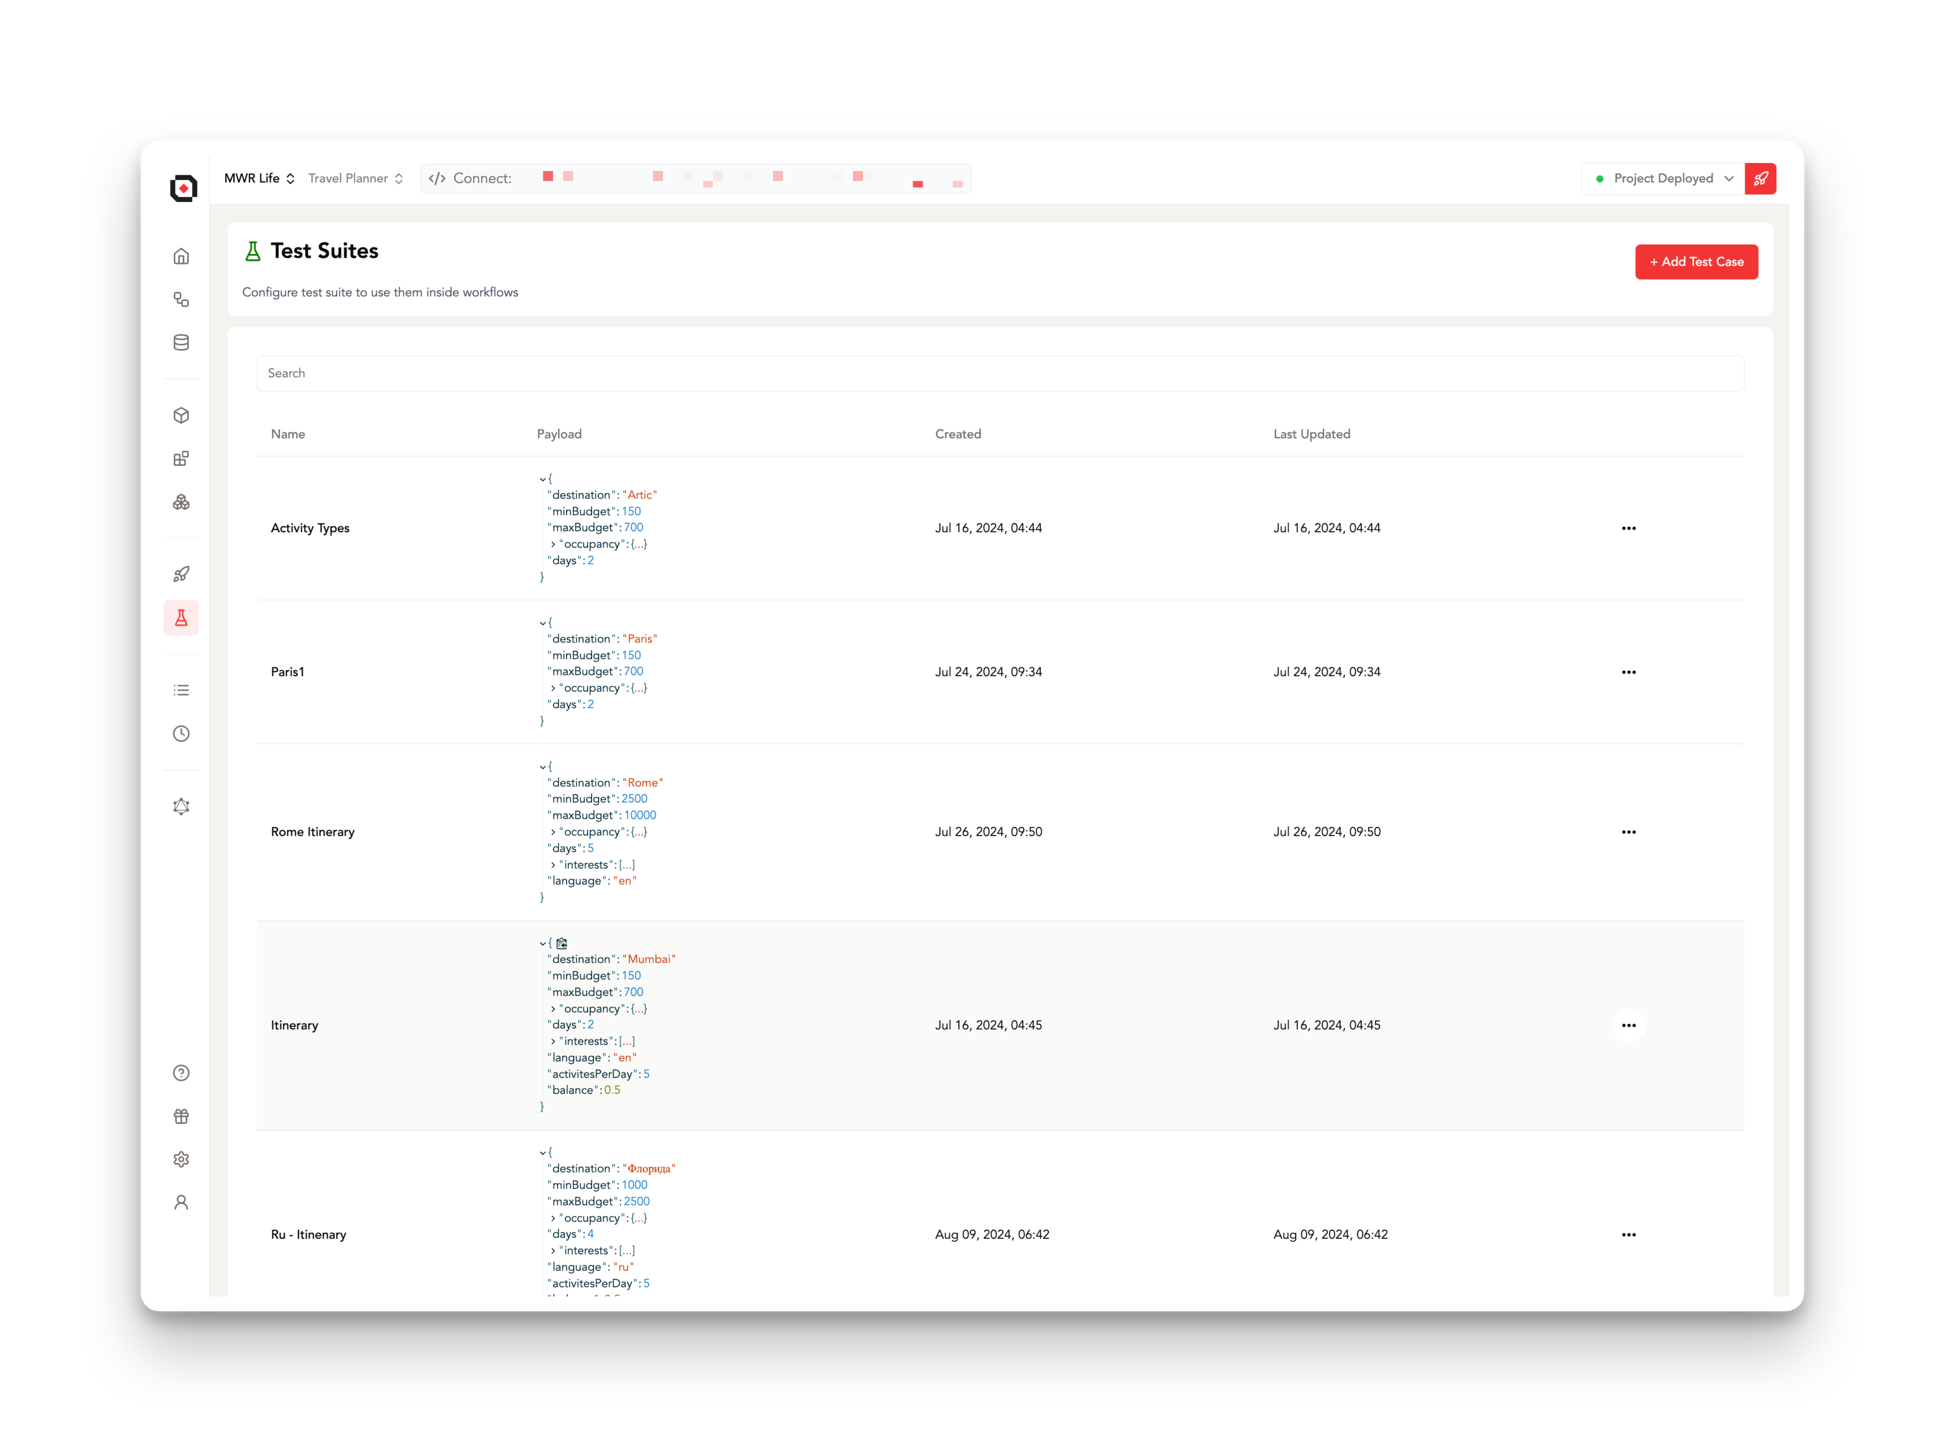 MWR Life
Travel Planner
</> Connect:
Project Deployed
Test Suites
+ Add Test Case
Configure test suite to use them inside workflows
Search
Name Payload Created Last Updated
Activity Types
{
"destination": "Artic"
"minBudget": 150
"maxBudget": 700
"occupancy": {...}
"days": 2
}
Jul 16, 2024, 04:44
Jul 16, 2024, 04:44
•••
Paris1
{
"destination": "Paris"
"minBudget": 150
"maxBudget": 700
"occupancy": {...}
"days": 2
}
Jul 24, 2024, 09:34
Jul 24, 2024, 09:34
•••
Rome Itinerary
{
"destination": "Rome"
"minBudget": 2500
"maxBudget": 10000
"occupancy": {...}
"days": 5
"interests": [...]
"language": "en"
}
Jul 26, 2024, 09:50
Jul 26, 2024, 09:50
•••
Itinerary
{
"destination": "Mumbai"
"minBudget": 150
"maxBudget": 700
"occupancy": {...}
"days": 2
"interests": [...]
"language": "en"
"activitesPerDay": 5
"balance": 0.5
}
Jul 16, 2024, 04:45
Jul 16, 2024, 04:45
•••
Ru - Itinenary
{
"destination": "Флорида"
"minBudget": 1000
"maxBudget": 2500
"occupancy": {...}
"days": 4
"interests": [...]
"language": "ru"
"activitesPerDay": 5
Aug 09, 2024, 06:42
Aug 09, 2024, 06:42
•••